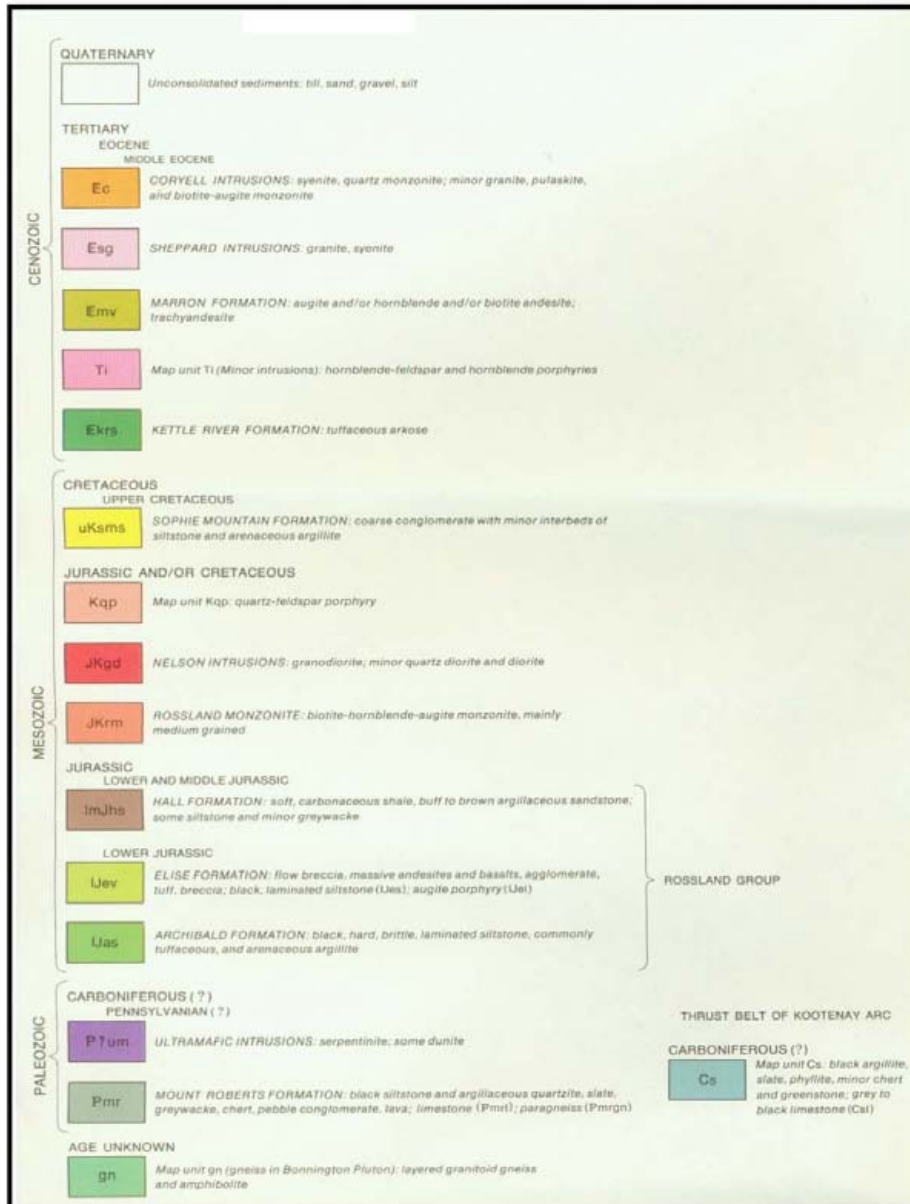 QUATERNARY
Unconsolidated sediments: till, sand, gravel, silt
TERTIARY
EOCENE
MIDDLE EOCENE
Ec
CORYELL INTRUSIONS: syenite, quartz monzonite; minor granite, pulaskite,
and biotite-augite monzonite
Esg
SHEPPARD INTRUSIONS: granite, syenite
Emv
MARRON FORMATION: augite and/or hornblende and/or biotite andesite;
trachyandesite
Ti
Map unit Ti (Minor intrusions): hornblende-feldspar and hornblende porphyries
Ekrs
KETTLE RIVER FORMATION: tuffaceous arkose
CENOZOIC
CRETACEOUS
UPPER CRETACEOUS
uKsms
SOPHIE MOUNTAIN FORMATION: coarse conglomerate with minor interbeds of
siltstone and arenaceous argillite
JURASSIC AND/OR CRETACEOUS
Kqp
Map unit Kqp: quartz-feldspar porphyry
JKgd
NELSON INTRUSIONS: granodiorite; minor quartz diorite and diorite
JKrm
ROSSLAND MONZONITE: biotite-hornblende-augite monzonite, mainly
medium grained
JURASSIC
LOWER AND MIDDLE JURASSIC
lmJhs
HALL FORMATION: soft, carbonaceous shale, buff to brown argillaceous sandstone;
some siltstone and minor greywacke
LOWER JURASSIC
lJev
ELISE FORMATION: flow breccia, massive andesites and basalts, agglomerate,
tuff, breccia; black, laminated siltstone (lJes); augite porphyry (lJel)
lJas
ARCHIBALD FORMATION: black, hard, brittle, laminated siltstone, commonly
tuffaceous, and arenaceous argillite
ROSSLAND GROUP
MESOZOIC
CARBONIFEROUS (?)
PENNSYLVANIAN (?)
P?um
ULTRAMAFIC INTRUSIONS: serpentinite; some dunite
Pmr
MOUNT ROBERTS FORMATION: black siltstone and argillaceous quartzite, slate,
greywacke, chert, pebble conglomerate, lava; limestone (Pmrl); paragneiss (Pmrgn)
PALEOZOIC
THRUST BELT OF KOOTENAY ARC
CARBONIFEROUS (?)
Cs
Map unit Cs: black argillite,
slate, phyllite, minor chert
and greenstone; grey to
black limestone (Csl)
AGE UNKNOWN
gn
Map unit gn (gneiss in Bonnington Pluton): layered granitoid gneiss
and amphibolite